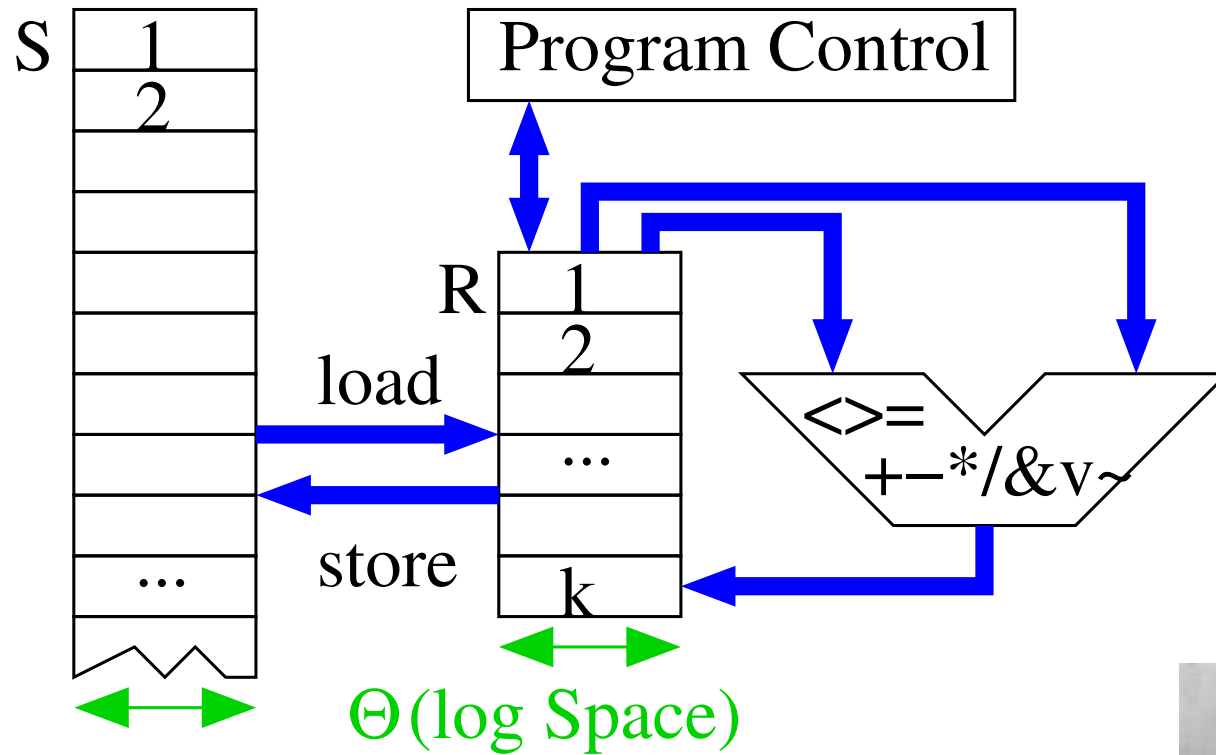 S
1
2
...
Program Control
R
1
2
...
k
load
store
<>=
+−*/&v~
Θ(log Space)